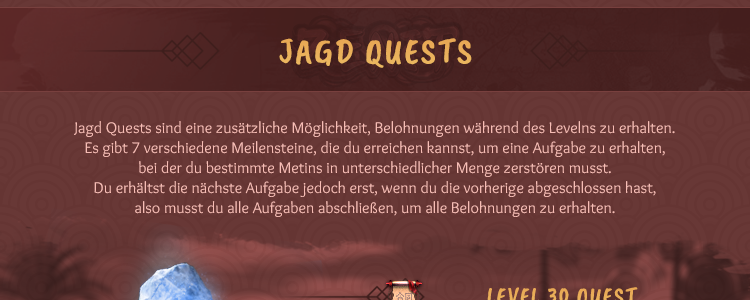 JAGD QUESTS
Jagd Quests sind eine zusätzliche Möglichkeit, Belohnungen während des Levelns zu erhalten.
Es gibt 7 verschiedene Meilensteine, die du erreichen kannst, um eine Aufgabe zu erhalten,
bei der du bestimmte Metins in unterschiedlicher Menge zerstören musst.
Du erhältst die nächste Aufgabe jedoch erst, wenn du die vorherige abgeschlossen hast,
also musst du alle Aufgaben abschließen, um alle Belohnungen zu erhalten.
LEVEL 30 QUEST